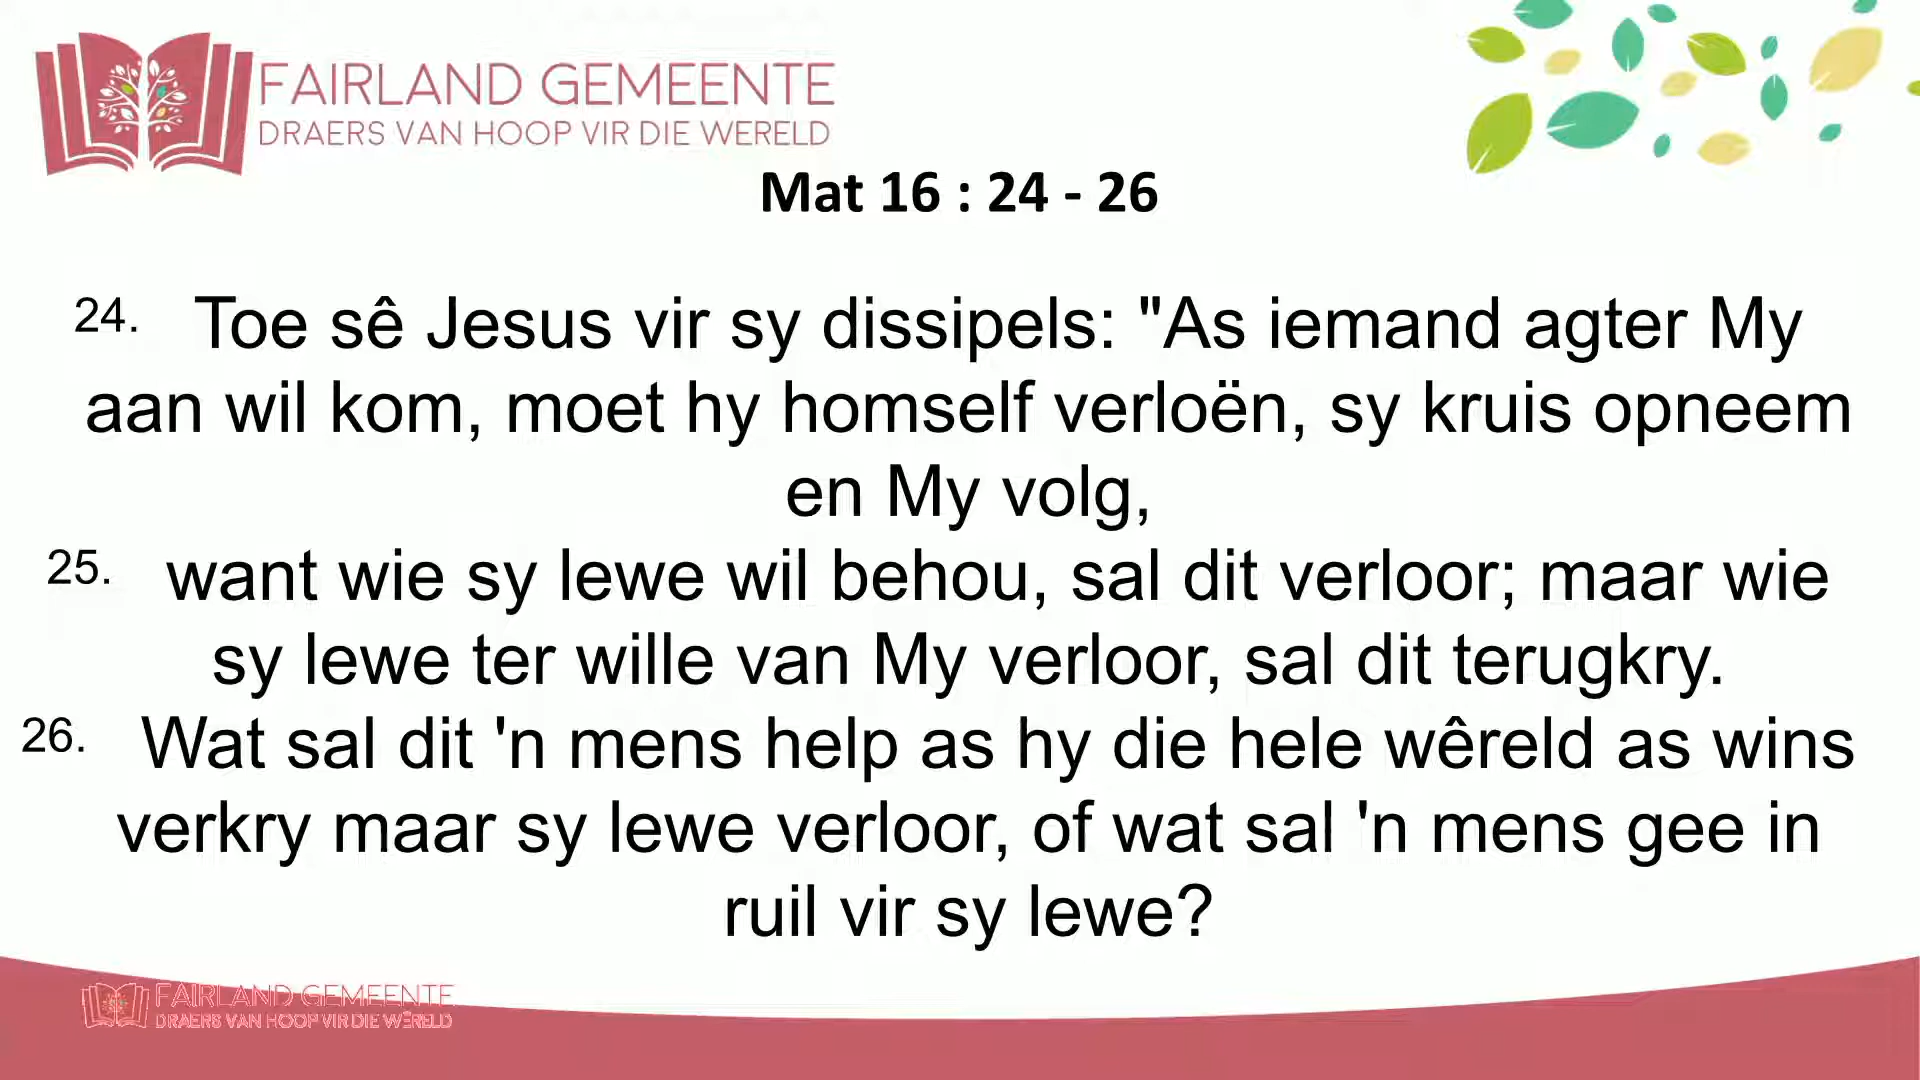 FAIRLAND GEMEENTE
DRAERS VAN HOOP VIR DIE WERELD
Mat 16 : 24 - 26
24. Toe sê Jesus vir sy dissipels: "As iemand agter My
aan wil kom, moet hy homself verloën, sy kruis opneem
en My volg,
25. want wie sy lewe wil behou, sal dit verloor; maar wie
sy lewe ter wille van My verloor, sal dit terugkry.
26. Wat sal dit 'n mens help as hy die hele wêreld as wins
verkry maar sy lewe verloor, of wat sal 'n mens gee in
ruil vir sy lewe?
FAIRLAND GEMEENTE
DRAERS VAN HOOP VIR DIE WÊRELD